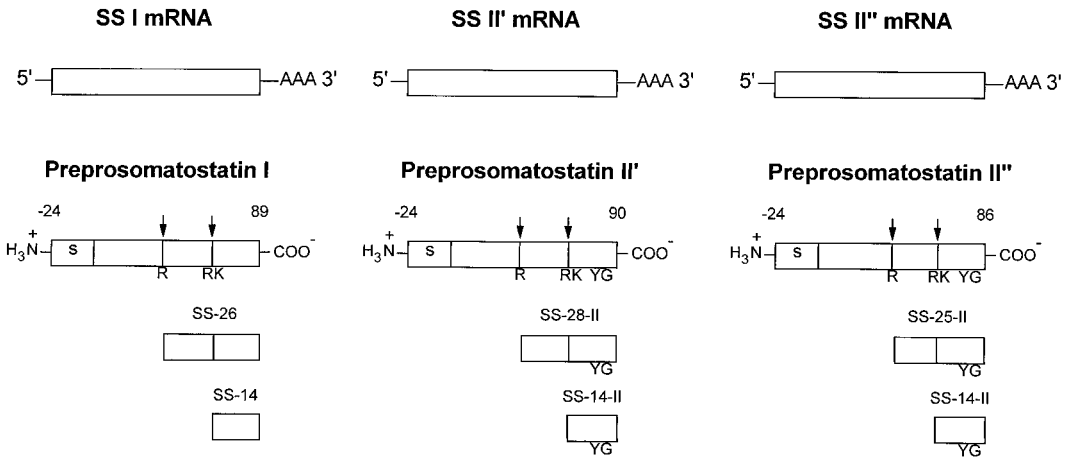 SS I mRNA
SS II' mRNA
SS II" mRNA
5' AAA 3'
5' AAA 3'
5' AAA 3'
Preprosomatostatin I
Preprosomatostatin II'
Preprosomatostatin II"
-24 89
-24 90
-24 86
H3N+ S COO-
R RK
H3N+ S COO-
R RK YG
H3N+ S COO-
R RK YG
SS-26
SS-28-II
YG
SS-25-II
YG
SS-14
SS-14-II
YG
SS-14-II
YG